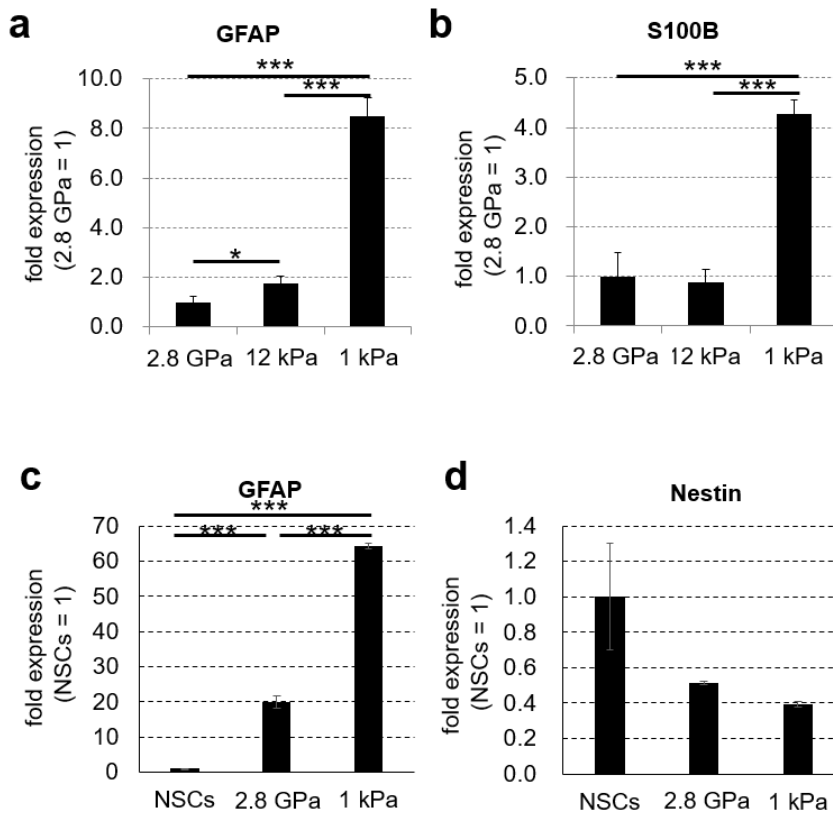 a
GFAP
fold expression
(2.8 GPa = 1)
10.0
8.0
6.0
4.0
2.0
0.0
***
***
*
2.8 GPa 12 kPa 1 kPa
b
S100B
fold expression
(2.8 GPa = 1)
5.0
4.0
3.0
2.0
1.0
0.0
***
***
2.8 GPa 12 kPa 1 kPa
c
GFAP
fold expression
(NSCs = 1)
70
60
50
40
30
20
10
0
***
*** ***
NSCs 2.8 GPa 1 kPa
d
Nestin
fold expression
(NSCs = 1)
1.4
1.2
1.0
0.8
0.6
0.4
0.2
0.0
NSCs 2.8 GPa 1 kPa